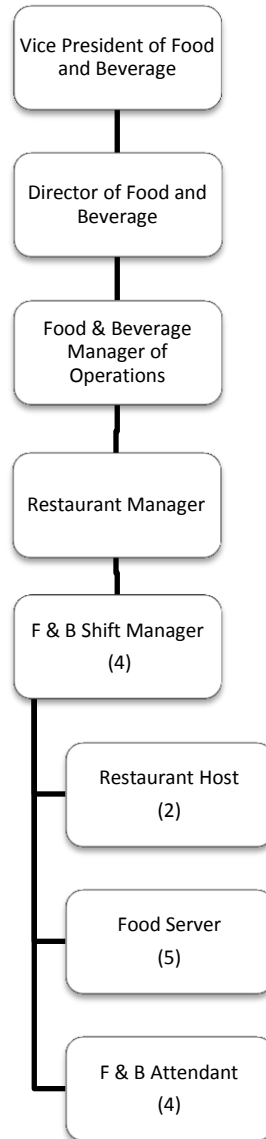 Vice President of Food
and Beverage
Director of Food and
Beverage
Food & Beverage
Manager of
Operations
Restaurant Manager
F & B Shift Manager
(4)
Restaurant Host
(2)
Food Server
(5)
F & B Attendant
(4)